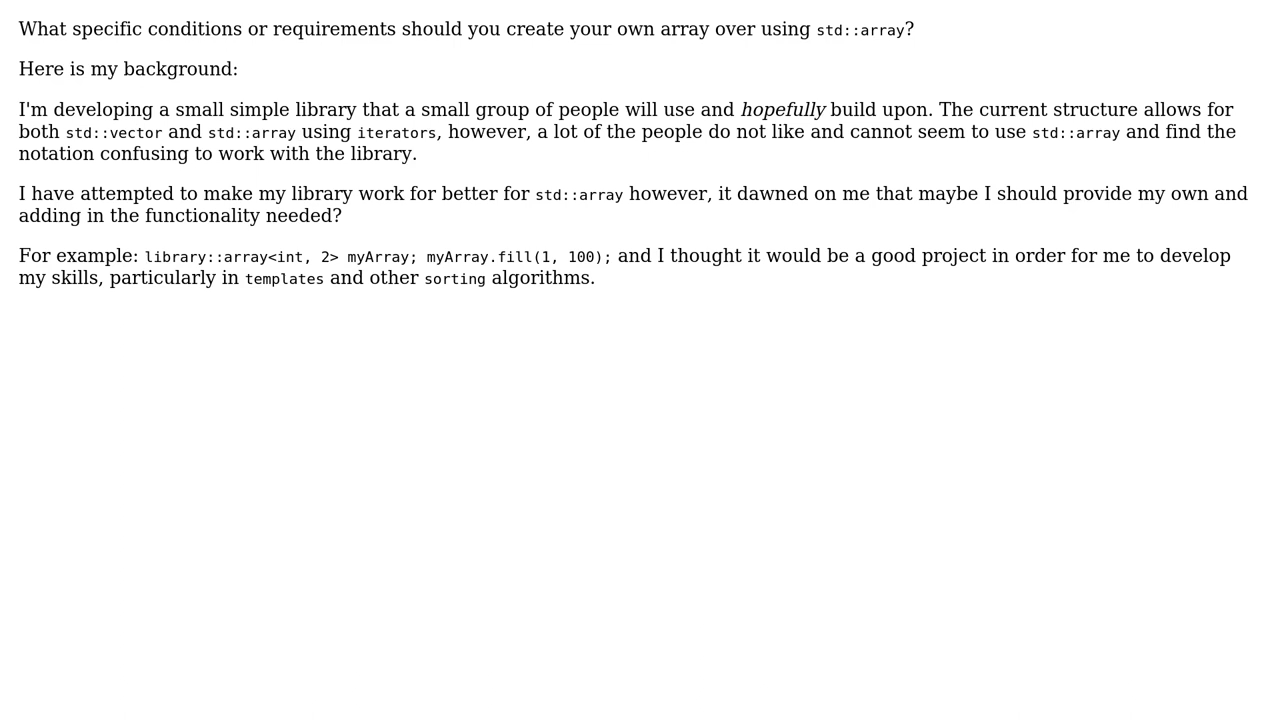 What specific conditions or requirements should you create your own array over using std::array?
Here is my background:
I'm developing a small simple library that a small group of people will use and hopefully build upon. The current structure allows for
both std::vector and std::array using iterators, however, a lot of the people do not like and cannot seem to use std::array and find the
notation confusing to work with the library.
I have attempted to make my library work for better for std::array however, it dawned on me that maybe I should provide my own and
adding in the functionality needed?
For example: library::array<int, 2> myArray; myArray.fill(1, 100); and I thought it would be a good project in order for me to develop
my skills, particularly in templates and other sorting algorithms.